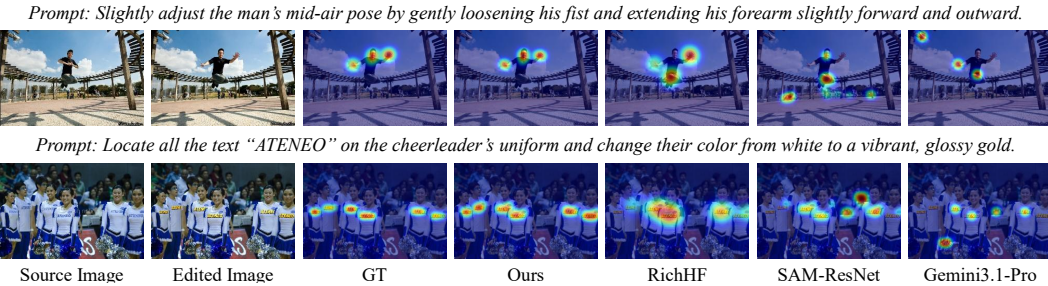 Prompt: Slightly adjust the man's mid-air pose by gently loosening his fist and extending his forearm slightly forward and outward.
Prompt: Locate all the text “ATENEO” on the cheerleader's uniform and change their color from white to a vibrant, glossy gold.
Source Image Edited Image GT Ours RichHF SAM-ResNet Gemini3.1-Pro